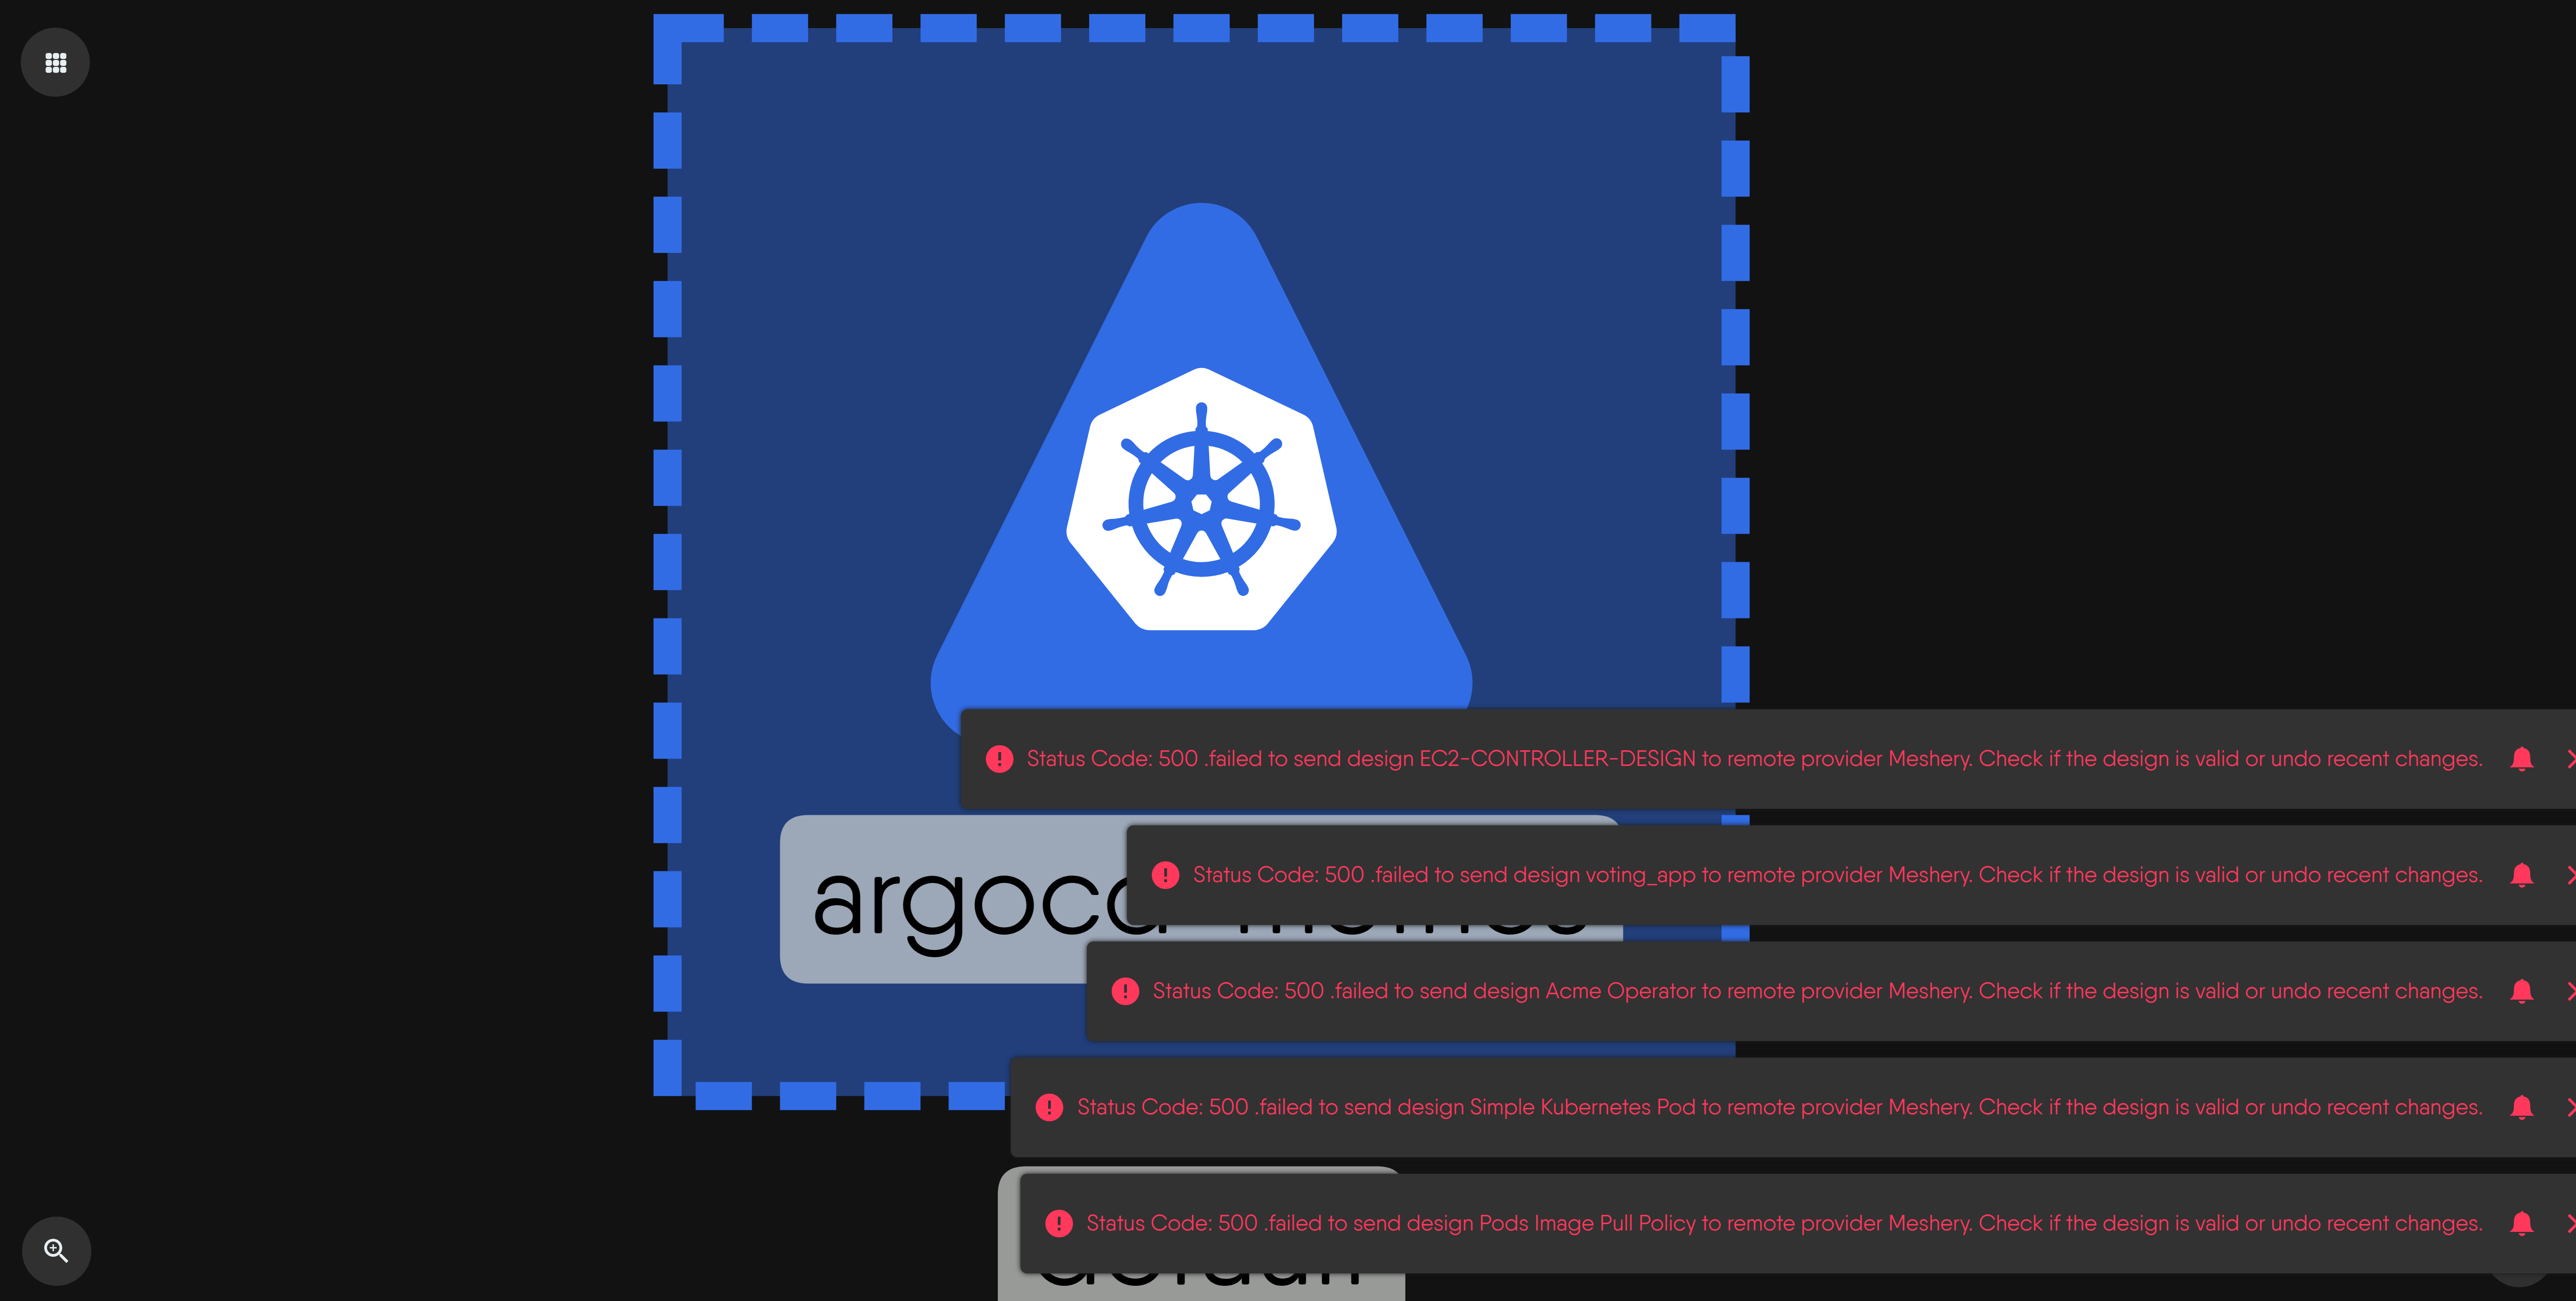 Status Code: 500 .failed to send design EC2-CONTROLLER-DESIGN to remote provider Meshery. Check if the design is valid or undo recent changes.
Status Code: 500 .failed to send design voting_app to remote provider Meshery. Check if the design is valid or undo recent changes.
Status Code: 500 .failed to send design Acme Operator to remote provider Meshery. Check if the design is valid or undo recent changes.
Status Code: 500 .failed to send design Simple Kubernetes Pod to remote provider Meshery. Check if the design is valid or undo recent changes.
Status Code: 500 .failed to send design Pods Image Pull Policy to remote provider Meshery. Check if the design is valid or undo recent changes.